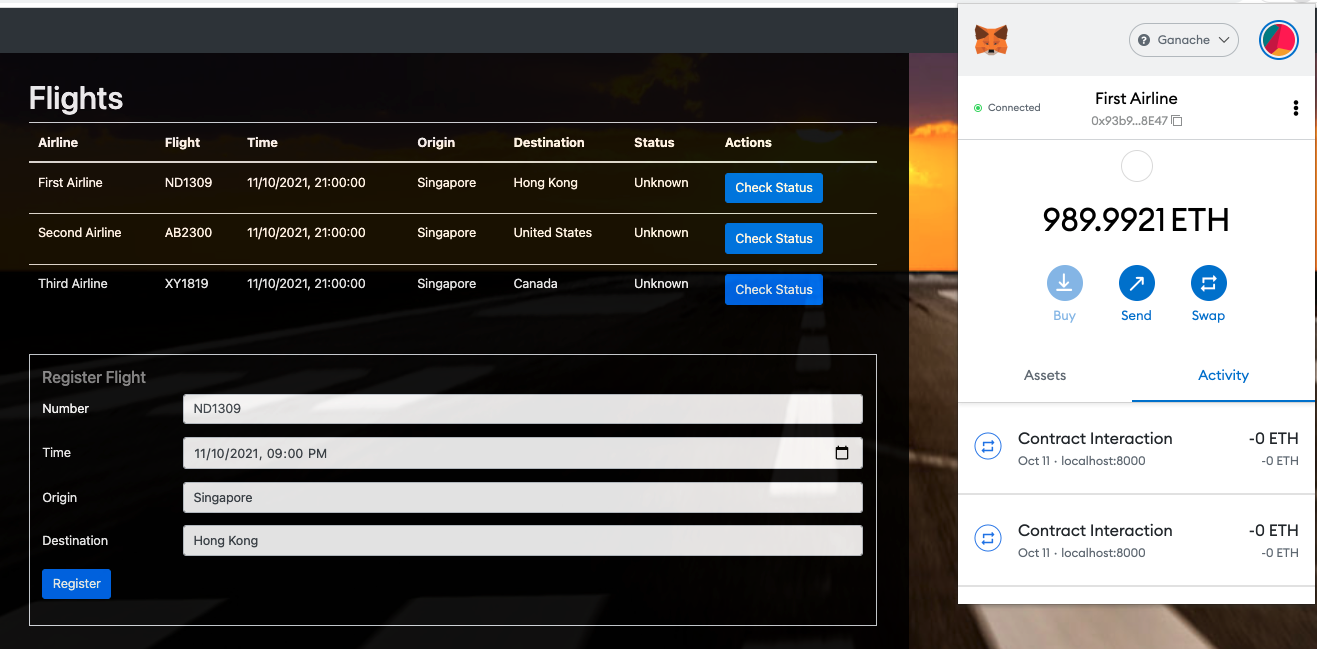 Flights
Airline Flight Time Origin Destination Status Actions
First Airline ND1309 11/10/2021, 21:00:00 Singapore Hong Kong Unknown Check Status
Second Airline AB2300 11/10/2021, 21:00:00 Singapore United States Unknown Check Status
Third Airline XY1819 11/10/2021, 21:00:00 Singapore Canada Unknown Check Status
Register Flight
Number ND1309
Time 11/10/2021, 09:00 PM
Origin Singapore
Destination Hong Kong
Register
Ganache
Connected
First Airline
0x93b9...8E47
989.9921 ETH
Buy Send Swap
Assets Activity
Contract Interaction -0 ETH
Oct 11 · localhost:8000 -0 ETH
Contract Interaction -0 ETH
Oct 11 · localhost:8000 -0 ETH